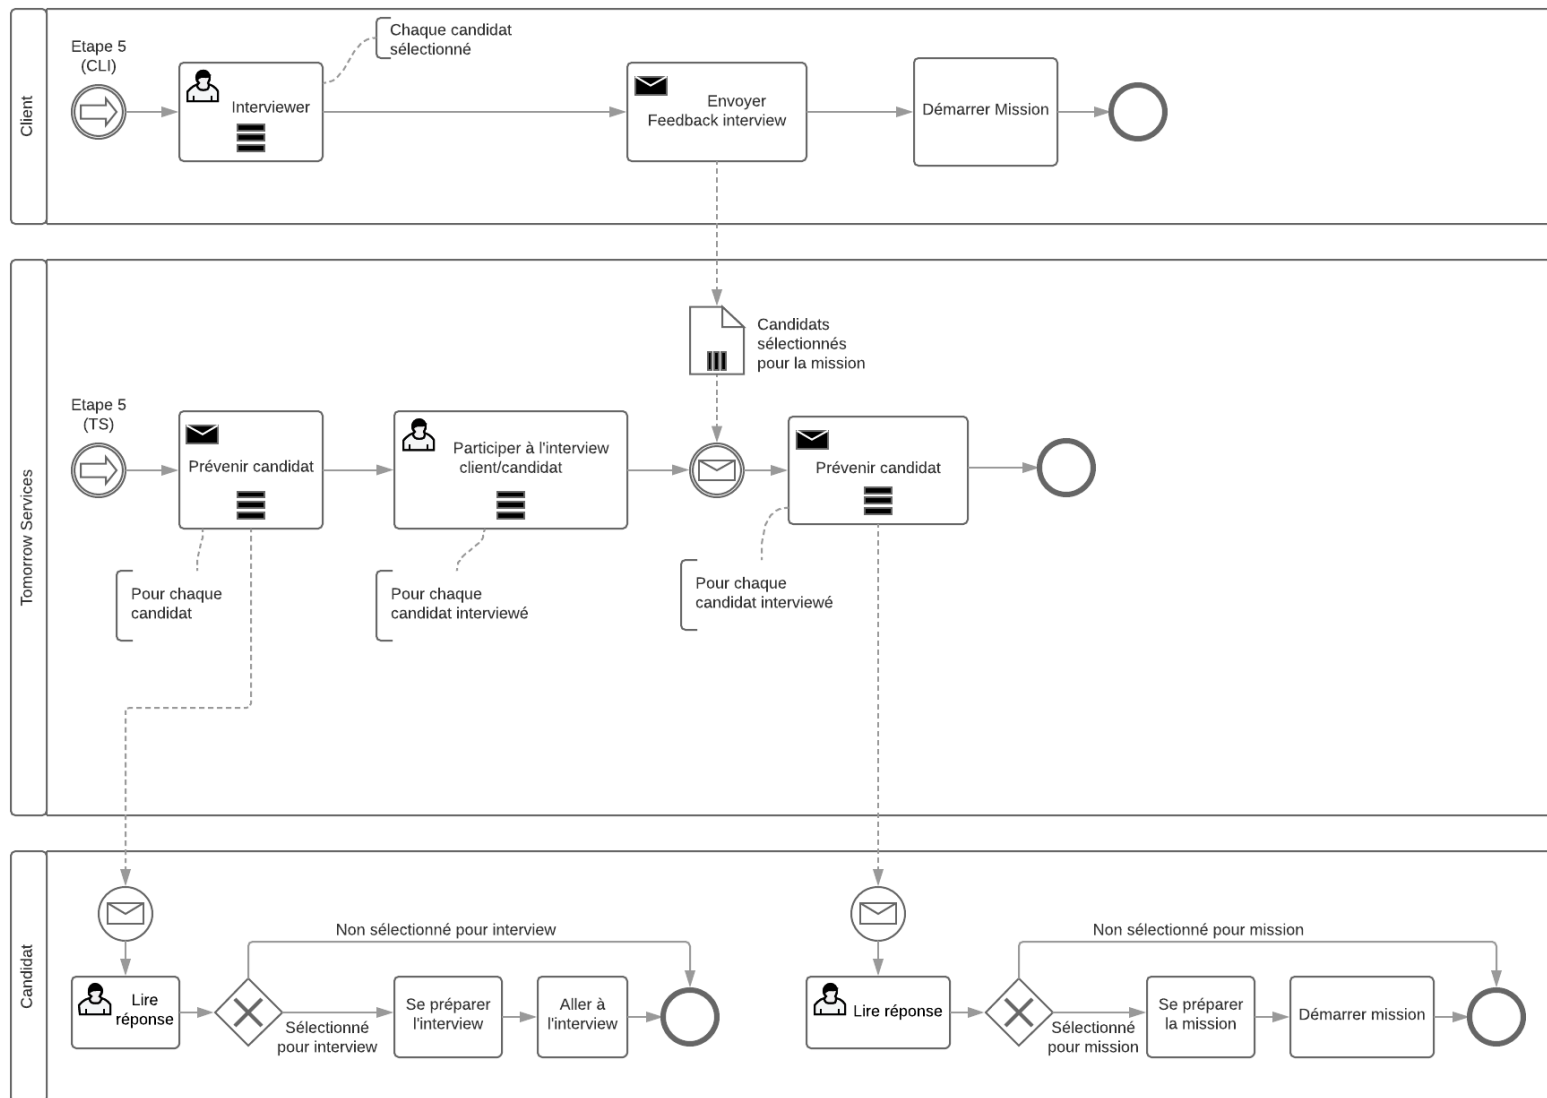 Client
Etape 5
(CLI)
Interviewer
Chaque candidat
sélectionné
Envoyer
Feedback interview
Démarrer Mission
Tomorrow Services
Candidats
sélectionnés
pour la mission
Etape 5
(TS)
Prévenir candidat
Participer à l'interview
client/candidat
Prévenir candidat
Pour chaque
candidat
Pour chaque
candidat interviewé
Pour chaque
candidat interviewé
Candidat
Non sélectionné pour interview
Lire
réponse
Sélectionné
pour interview
Se préparer
l'interview
Aller à
l'interview
Non sélectionné pour mission
Lire réponse
Sélectionné
pour mission
Se préparer
la mission
Démarrer mission